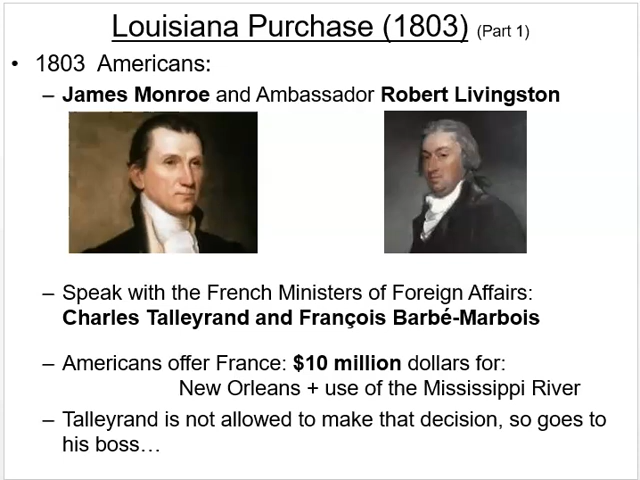 Louisiana Purchase (1803) (Part 1)
• 1803 Americans:
– James Monroe and Ambassador Robert Livingston
– Speak with the French Ministers of Foreign Affairs:
Charles Talleyrand and François Barbé-Marbois
– Americans offer France: $10 million dollars for:
New Orleans + use of the Mississippi River
– Talleyrand is not allowed to make that decision, so goes to
his boss…